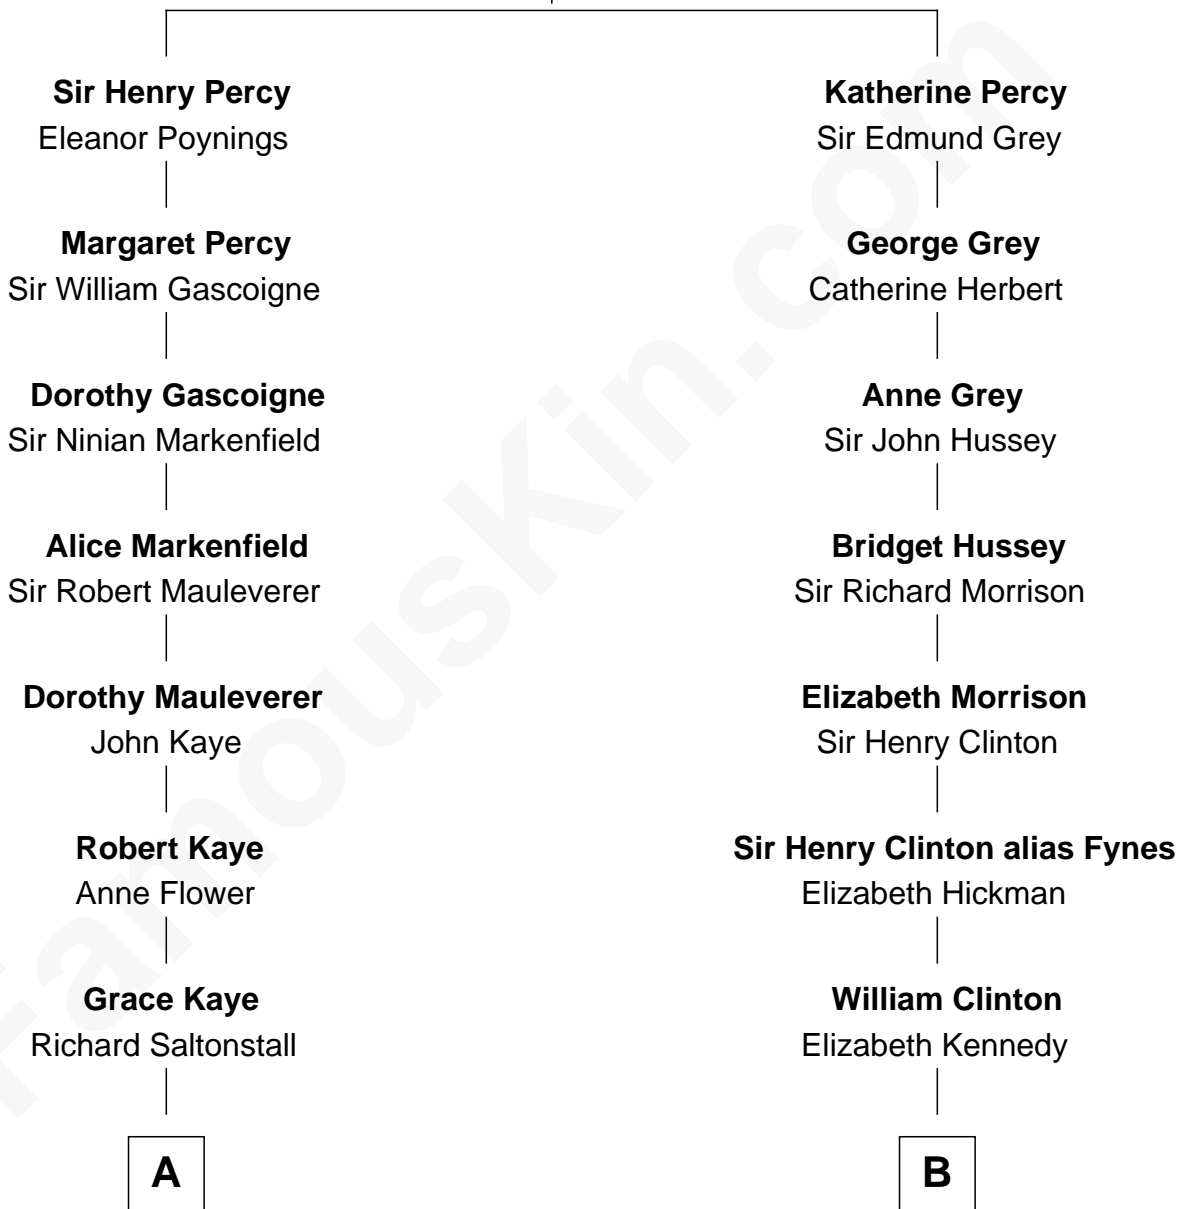 Sir Henry Percy
Eleanor Poynings
Margaret Percy
Sir William Gascoigne
Dorothy Gascoigne
Sir Ninian Markenfield
Alice Markenfield
Sir Robert Mauleverer
Dorothy Mauleverer
John Kaye
Robert Kaye
Anne Flower
Grace Kaye
Richard Saltonstall
A
Katherine Percy
Sir Edmund Grey
George Grey
Catherine Herbert
Anne Grey
Sir John Hussey
Bridget Hussey
Sir Richard Morrison
Elizabeth Morrison
Sir Henry Clinton
Sir Henry Clinton alias Fynes
Elizabeth Hickman
William Clinton
Elizabeth Kennedy
B
FamousKin.com